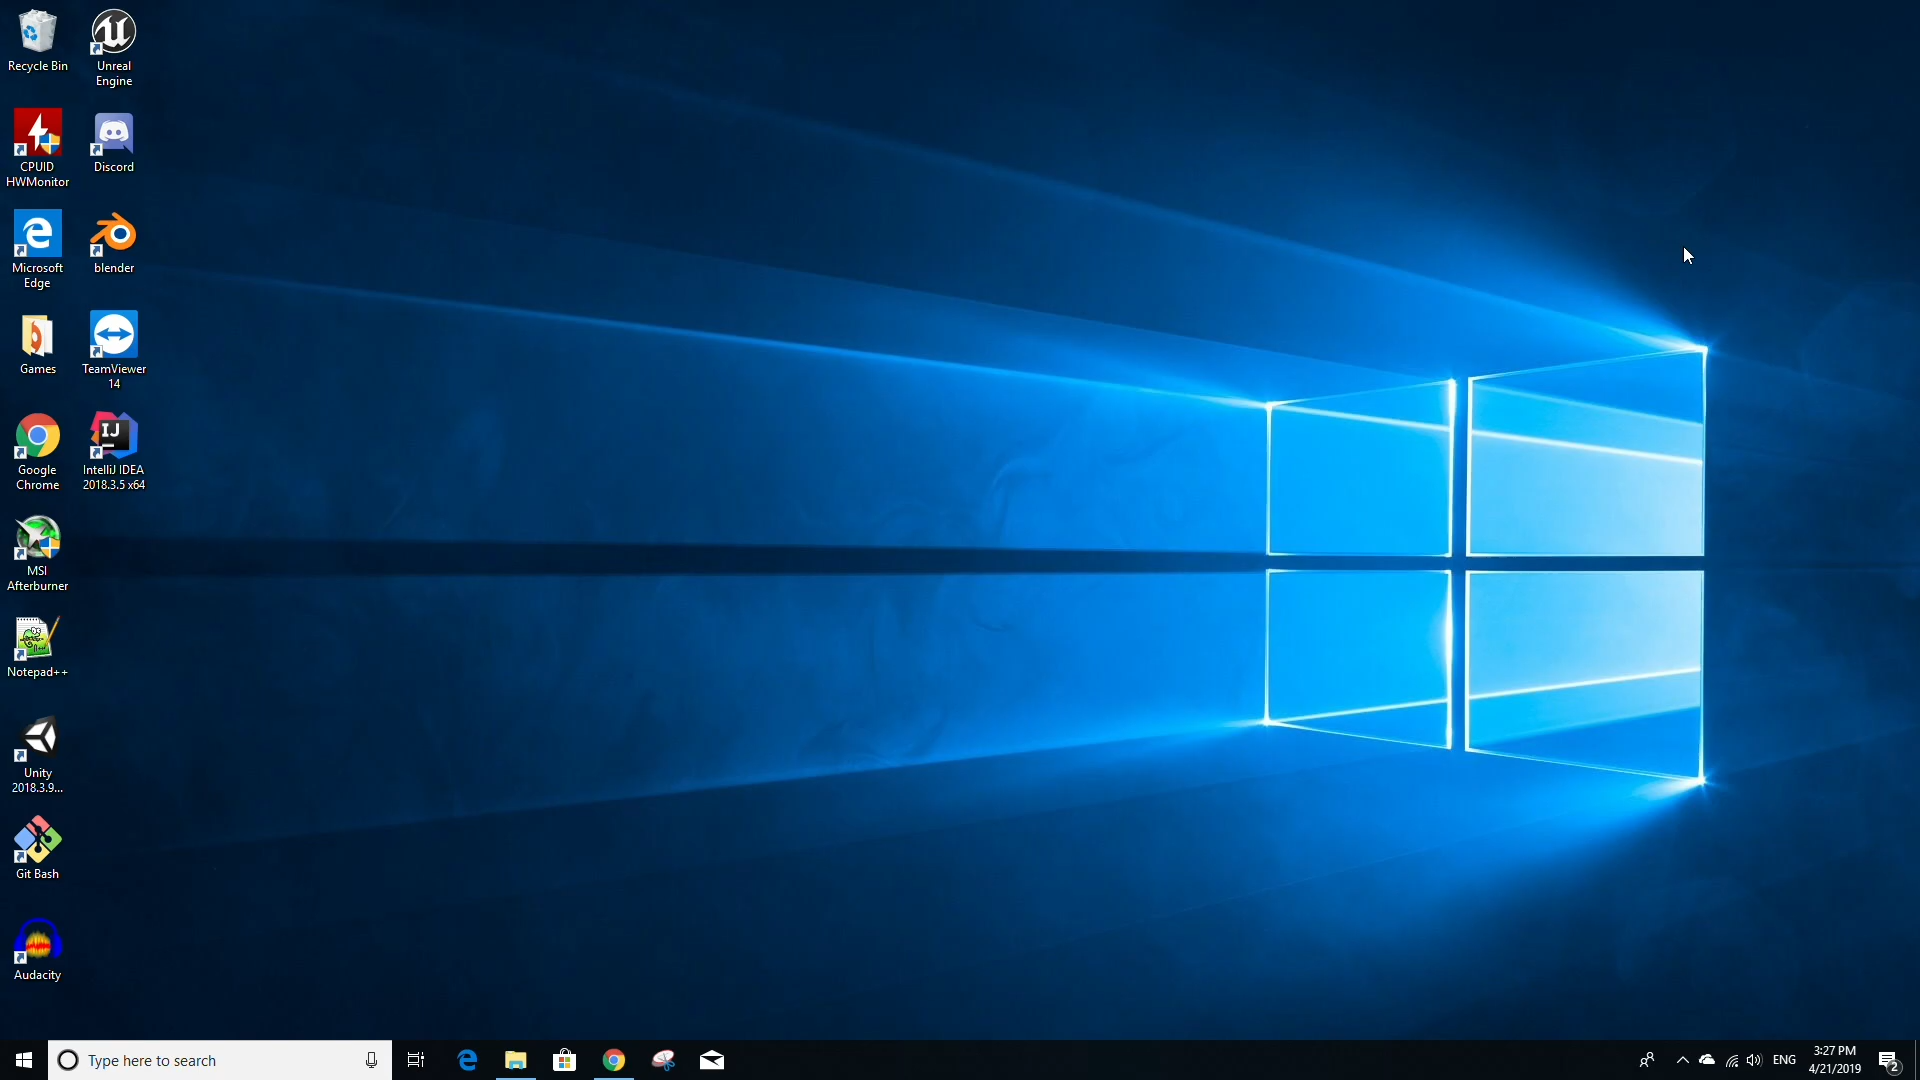 Recycle Bin
Unreal
Engine
CPUID
HWMonitor
Discord
Microsoft
Edge
blender
Games
TeamViewer
14
Google
Chrome
IJ
IntelliJ IDEA
2018.3.5 x64
MSI
Afterburner
Notepad++
Unity
2018.3.9...
Git Bash
Audacity
Type here to search
ENG
3:27 PM
4/21/2019
2